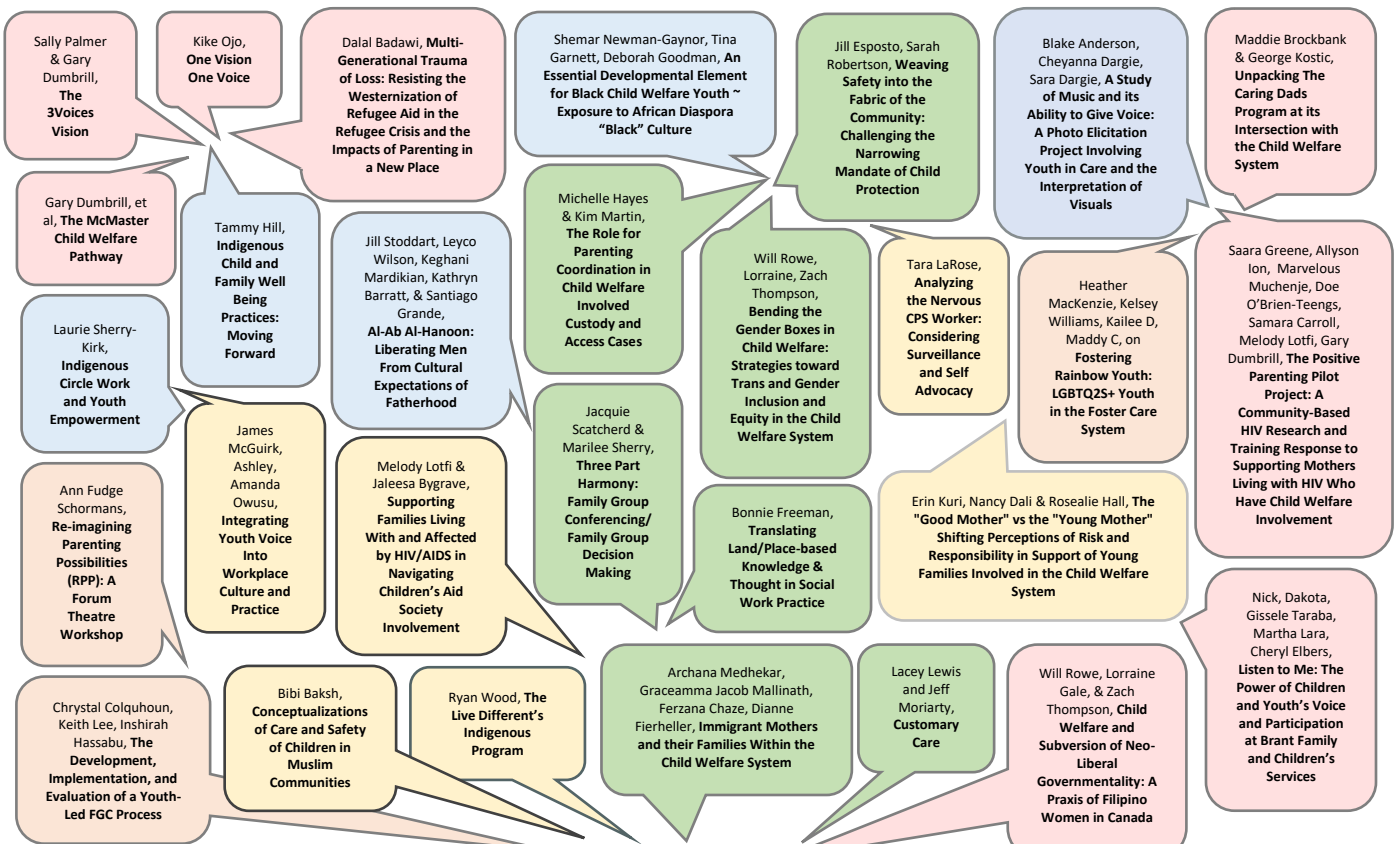 Sally Palmer
& Gary
Dumbrill,
The
3Voices
Vision
Kike Ojo,
One Vision
One Voice
Dalal Badawi, Multi-
Generational Trauma
of Loss: Resisting the
Westernization of
Refugee Aid in the
Refugee Crisis and the
Impacts of Parenting in
a New Place
Shemar Newman-Gaynor, Tina
Garnett, Deborah Goodman, An
Essential Developmental Element
for Black Child Welfare Youth ~
Exposure to African Diaspora
“Black” Culture
Jill Esposto, Sarah
Robertson, Weaving
Safety into the
Fabric of the
Community:
Challenging the
Narrowing
Mandate of Child
Protection
Blake Anderson,
Cheyanna Dargie,
Sara Dargie, A Study
of Music and its
Ability to Give Voice:
A Photo Elicitation
Project Involving
Youth in Care and the
Interpretation of
Visuals
Maddie Brockbank
& George Kostic,
Unpacking The
Caring Dads
Program at its
Intersection with
the Child Welfare
System
Gary Dumbrill, et
al, The McMaster
Child Welfare
Pathway
Tammy Hill,
Indigenous
Child and
Family Well
Being
Practices:
Moving
Forward
Jill Stoddart, Leyco
Wilson, Keghani
Mardikian, Kathryn
Barratt, & Santiago
Grande,
Al-Ab Al-Hanoon:
Liberating Men
From Cultural
Expectations of
Fatherhood
Michelle Hayes
& Kim Martin,
The Role for
Parenting
Coordination in
Child Welfare
Involved
Custody and
Access Cases
Will Rowe,
Lorraine, Zach
Thompson,
Bending the
Gender Boxes in
Child Welfare:
Strategies toward
Trans and Gender
Inclusion and
Equity in the Child
Welfare System
Tara LaRose,
Analyzing
the Nervous
CPS Worker:
Considering
Surveillance
and Self
Advocacy
Heather
MacKenzie, Kelsey
Williams, Kailee D,
Maddy C, on
Fostering
Rainbow Youth:
LGBTQ2S+ Youth
in the Foster Care
System
Saara Greene, Allyson
Ion, Marvelous
Muchenje, Doe
O’Brien-Teengs,
Samara Carroll,
Melody Lotfi, Gary
Dumbrill, The Positive
Parenting Pilot
Project: A
Community-Based
HIV Research and
Training Response to
Supporting Mothers
Living with HIV Who
Have Child Welfare
Involvement
Laurie Sherry-
Kirk,
Indigenous
Circle Work
and Youth
Empowerment
James
McGuirk,
Ashley,
Amanda
Owusu,
Integrating
Youth Voice
Into
Workplace
Culture and
Practice
Melody Lotfi &
Jaleesa Bygrave,
Supporting
Families Living
With and Affected
by HIV/AIDS in
Navigating
Children’s Aid
Society
Involvement
Jacquie
Scatcherd &
Marilee Sherry,
Three Part
Harmony:
Family Group
Conferencing/
Family Group
Decision
Making
Bonnie Freeman,
Translating
Land/Place-based
Knowledge &
Thought in Social
Work Practice
Erin Kuri, Nancy Dali & Rosealie Hall, The
"Good Mother" vs the "Young Mother"
Shifting Perceptions of Risk and
Responsibility in Support of Young
Families Involved in the Child Welfare
System
Ann Fudge
Schormans,
Re-imagining
Parenting
Possibilities
(RPP): A
Forum
Theatre
Workshop
Nick, Dakota,
Gissele Taraba,
Martha Lara,
Cheryl Elbers,
Listen to Me: The
Power of Children
and Youth’s Voice
and Participation
at Brant Family
and Children’s
Services
Chrystal Colquhoun,
Keith Lee, Inshirah
Hassabu, The
Development,
Implementation, and
Evaluation of a Youth-
Led FGC Process
Bibi Baksh,
Conceptualizations
of Care and Safety
of Children in
Muslim
Communities
Ryan Wood, The
Live Different’s
Indigenous
Program
Archana Medhekar,
Graceamma Jacob Mallinath,
Ferzana Chaze, Dianne
Fierheller, Immigrant Mothers
and their Families Within the
Child Welfare System
Lacey Lewis
and Jeff
Moriarty,
Customary
Care
Will Rowe, Lorraine
Gale, & Zach
Thompson, Child
Welfare and
Subversion of Neo-
Liberal
Governmentality: A
Praxis of Filipino
Women in Canada